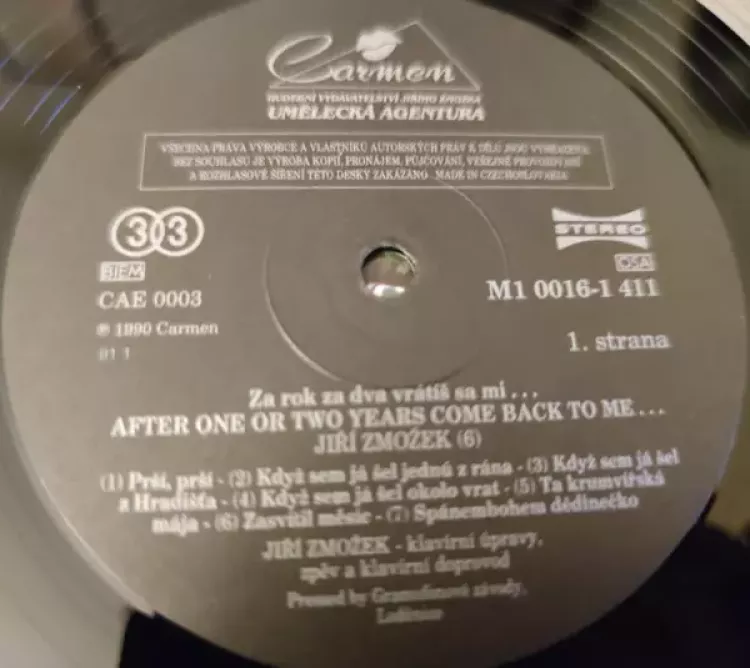 Carmen
HUDEBNÍ VYDAVATELSTVÍ JIŘÍHO ZMOŽKA
UMĚLECKÁ AGENTURA
VŠECHNA PRÁVA VÝROBCE A VLASTNÍKŮ AUTORSKÝCH PRÁV K DÍLU JSOU VYHRAZENA
BEZ SOUHLASU JE VÝROBA KOPIÍ, PRONÁJEM, PŮJČOVÁNÍ, VEŘEJNÉ PROVOZOVÁNÍ
A ROZHLASOVÉ ŠÍŘENÍ TÉTO DESKY ZAKÁZÁNO - MADE IN CZECHOSLOVAKIA
33
STEREO
BIEM
OSA
CAE 0003
M1 0016-1 411
℗ 1990 Carmen
91 1
1. strana
Za rok za dva vrátíš sa mi...
AFTER ONE OR TWO YEARS COME BACK TO ME...
JIŘÍ ZMOŽEK (6)
(1) Prší, prší - (2) Když sem já šel jednú z rána - (3) Když sem já šel
z Hradišťa - (4) Když sem já šel okolo vrat - (5) Ta krumvířská
mája - (6) Zasvítil měsíc - (7) Spánembohem dědinečko
JIŘÍ ZMOŽEK - klavírní úpravy,
zpěv a klavírní doprovod
Pressed by Gramofonové závody,
Loděnice